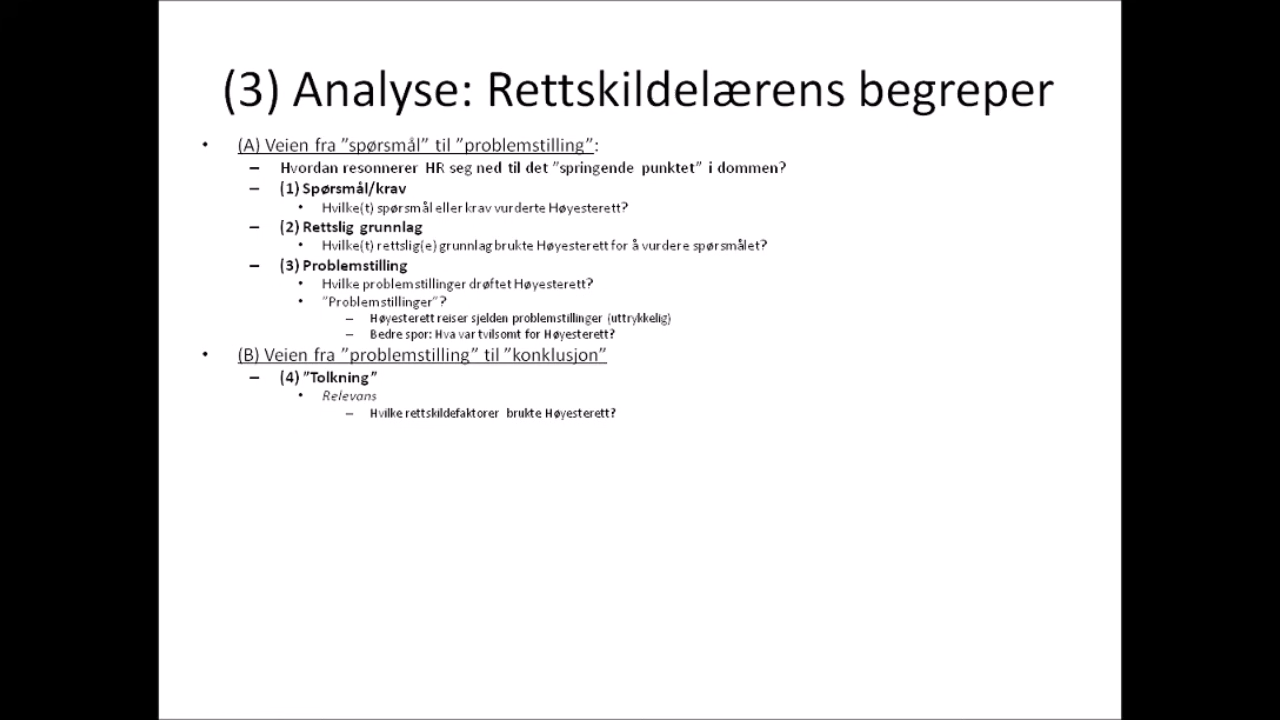 (3) Analyse: Rettskildelærens begreper
• (A) Veien fra ”spørsmål” til ”problemstilling”:
– Hvordan resonnerer HR seg ned til det ”springende punktet” i dommen?
– (1) Spørsmål/krav
• Hvilke(t) spørsmål eller krav vurderte Høyesterett?
– (2) Rettslig grunnlag
• Hvilke(t) rettslig(e) grunnlag brukte Høyesterett for å vurdere spørsmålet?
– (3) Problemstilling
• Hvilke problemstillinger drøftet Høyesterett?
• ”Problemstillinger”?
– Høyesterett reiser sjelden problemstillinger (uttrykkelig)
– Bedre spor: Hva var tvilsomt for Høyesterett?
• (B) Veien fra ”problemstilling” til ”konklusjon”
– (4) ”Tolkning”
• Relevans
– Hvilke rettskildefaktorer brukte Høyesterett?